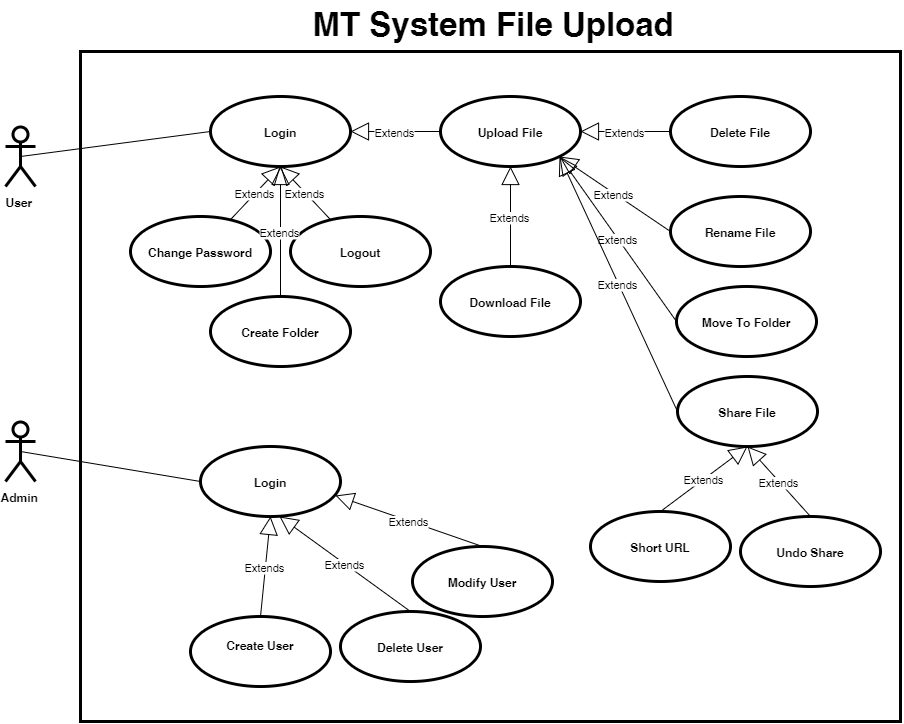 MT System File Upload
Login
Extends
Upload File
Extends
Delete File
User
Extends
Extends
Extends
Extends
Extends
Change Password
Logout
Rename File
Extends
Extends
Download File
Create Folder
Move To Folder
Share File
Admin
Login
Extends
Extends
Extends
Short URL
Undo Share
Extends
Extends
Modify User
Create User
Delete User